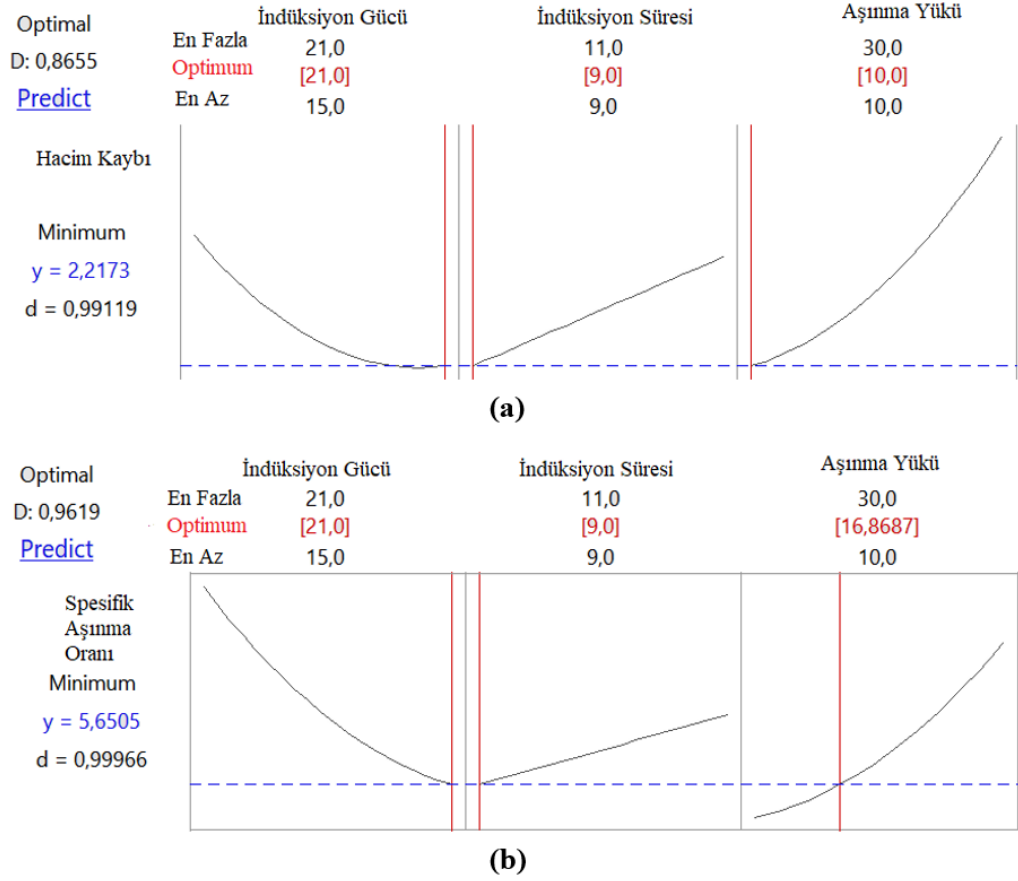 Optimal
D: 0,8655
Predict
İndüksiyon Gücü
İndüksiyon Süresi
Aşınma Yükü
En Fazla 21,0 11,0 30,0
Optimum [21,0] [9,0] [10,0]
En Az 15,0 9,0 10,0
Hacim Kaybı
Minimum
y = 2,2173
d = 0,99119
(a)
Optimal
D: 0,9619
Predict
İndüksiyon Gücü
İndüksiyon Süresi
Aşınma Yükü
En Fazla 21,0 11,0 30,0
Optimum [21,0] [9,0] [16,8687]
En Az 15,0 9,0 10,0
Spesifik
Aşınma
Oranı
Minimum
y = 5,6505
d = 0,99966
(b)